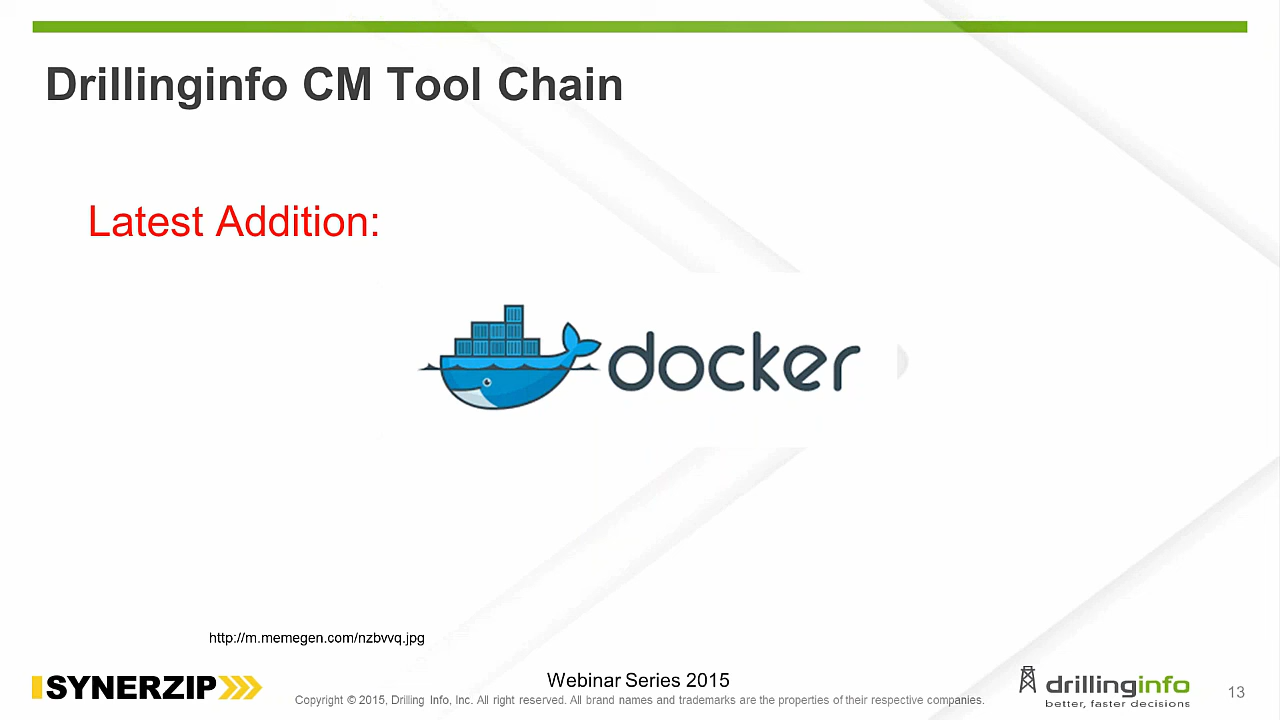 Drillinginfo CM Tool Chain
Latest Addition:
docker
http://m.memegen.com/nzbvvq.jpg
SYNERZIP
Webinar Series 2015
Copyright © 2015, Drilling Info, Inc. All right reserved. All brand names and trademarks are the properties of their respective companies.
drillinginfo
better, faster decisions
13